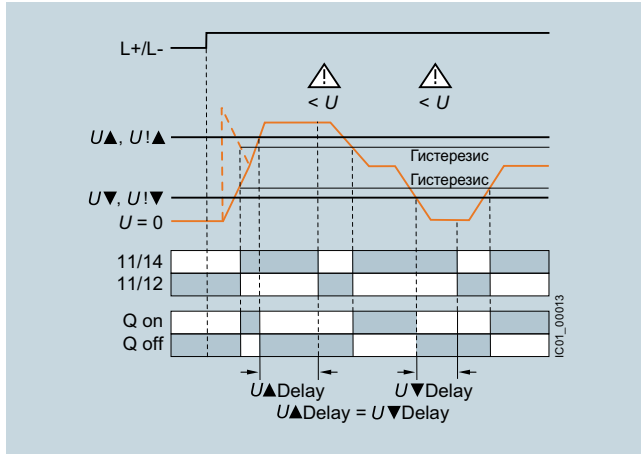 L+/L-
< U
< U
U▲, U!▲
Гистерезис
Гистерезис
U▼, U!▼
U = 0
11/14
11/12
Q on
Q off
IC01_00013
U▲Delay
U▼Delay
U▲Delay = U▼Delay